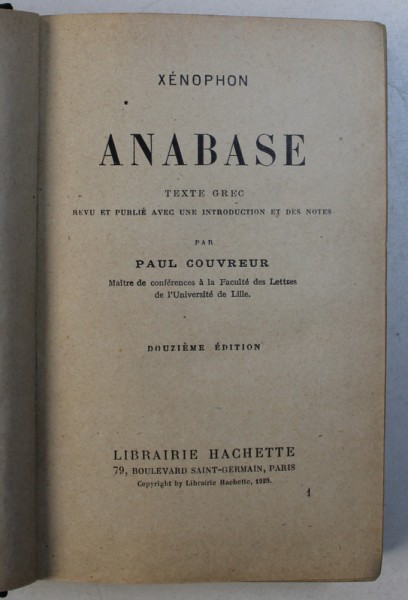 XÉNOPHON
ANABASE
TEXTE GREC
REVU ET PUBLIÉ AVEC UNE INTRODUCTION ET DES NOTES
PAR
PAUL COUVREUR
Maître de conférences à la Faculté des Lettres
de l'Université de Lille.
DOUZIÈME ÉDITION
LIBRAIRIE HACHETTE
79, BOULEVARD SAINT-GERMAIN, PARIS
Copyright by Librairie Hachette,
1